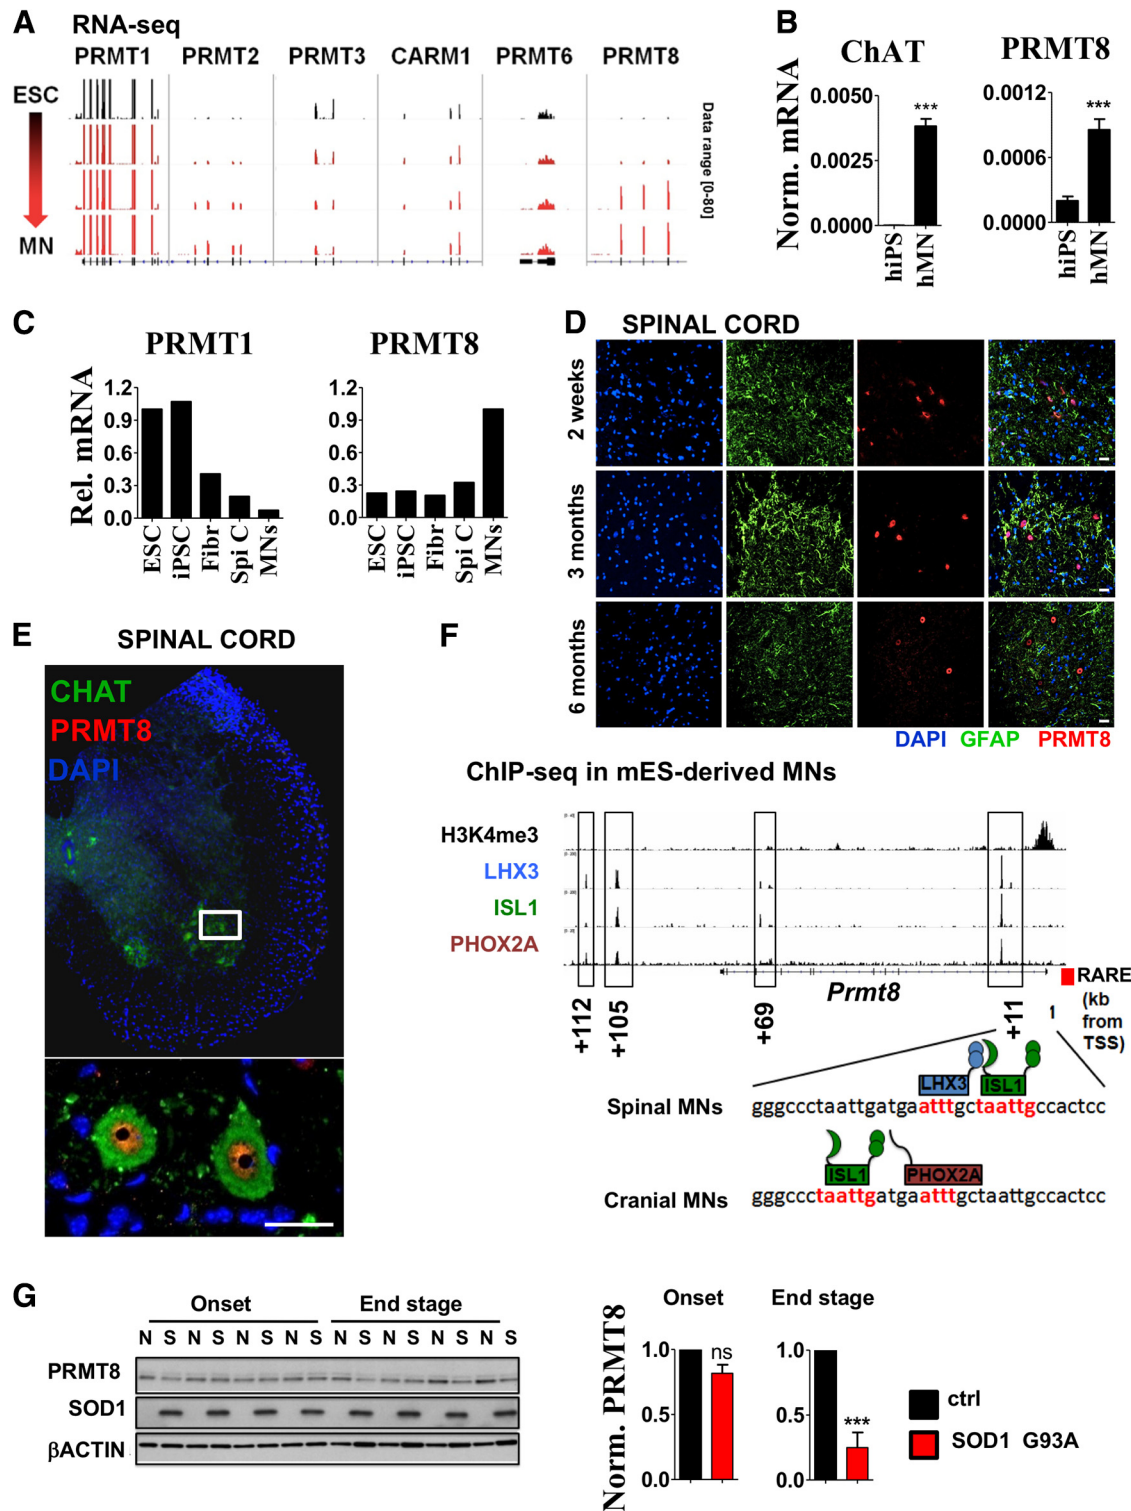 A RNA-seq
PRMT1 PRMT2 PRMT3 CARM1 PRMT6 PRMT8
ESC
MN
Data range [0-80]
B
ChAT
Norm. mRNA
0.0050
0.0025
0.0000
hiPS
hMN
***
PRMT8
0.0012
0.0006
0.0000
hiPS
hMN
***
C
PRMT1
Rel. mRNA
1.2
0.9
0.6
0.3
0.0
ESC
iPSC
Fibr
Spi C
MNs
PRMT8
1.2
0.9
0.6
0.3
0.0
ESC
iPSC
Fibr
Spi C
MNs
D SPINAL CORD
2 weeks
3 months
6 months
DAPI GFAP PRMT8
E
SPINAL CORD
CHAT
PRMT8
DAPI
F
ChIP-seq in mES-derived MNs
H3K4me3
LHX3
ISL1
PHOX2A
Prmt8
RARE
(kb
from
TSS)
+112
+105
+69
+11
1
LHX3 ISL1
Spinal MNs gggccctaattgatgaatttgctaattgccactcc
ISL1 PHOX2A
Cranial MNs gggccctaattgatgaatttgctaattgccactcc
G
Onset End stage
N S N S N S N S N S N S N S N S
PRMT8
SOD1
βACTIN
Norm. PRMT8
Onset
1.0
0.5
0.0
ns
End stage
1.0
0.5
0.0
***
ctrl
SOD1 G93A